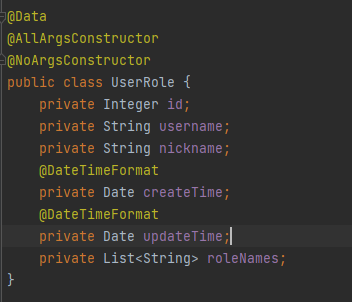 @Data
@AllArgsConstructor
@NoArgsConstructor
public class UserRole {
    private Integer id;
    private String username;
    private String nickname;
    @DateTimeFormat
    private Date createTime;
    @DateTimeFormat
    private Date updateTime;
    private List<String> roleNames;
}